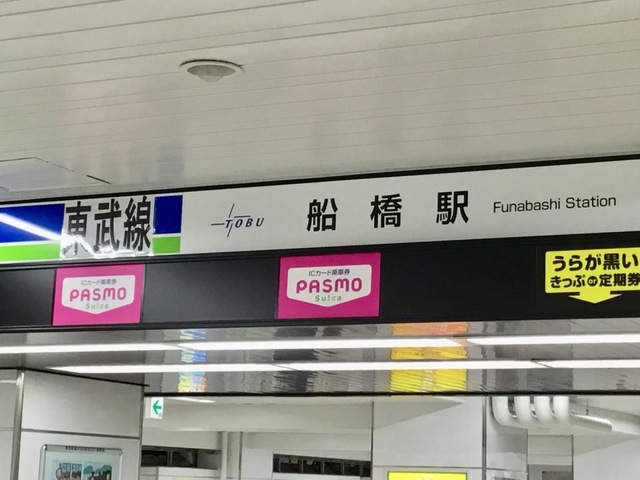 東武線
TOBU
船橋駅
Funabashi Station
ICカード乗車券
PASMO
Suica
ICカード乗車券
PASMO
Suica
うらが黒い
きっぷor定期券